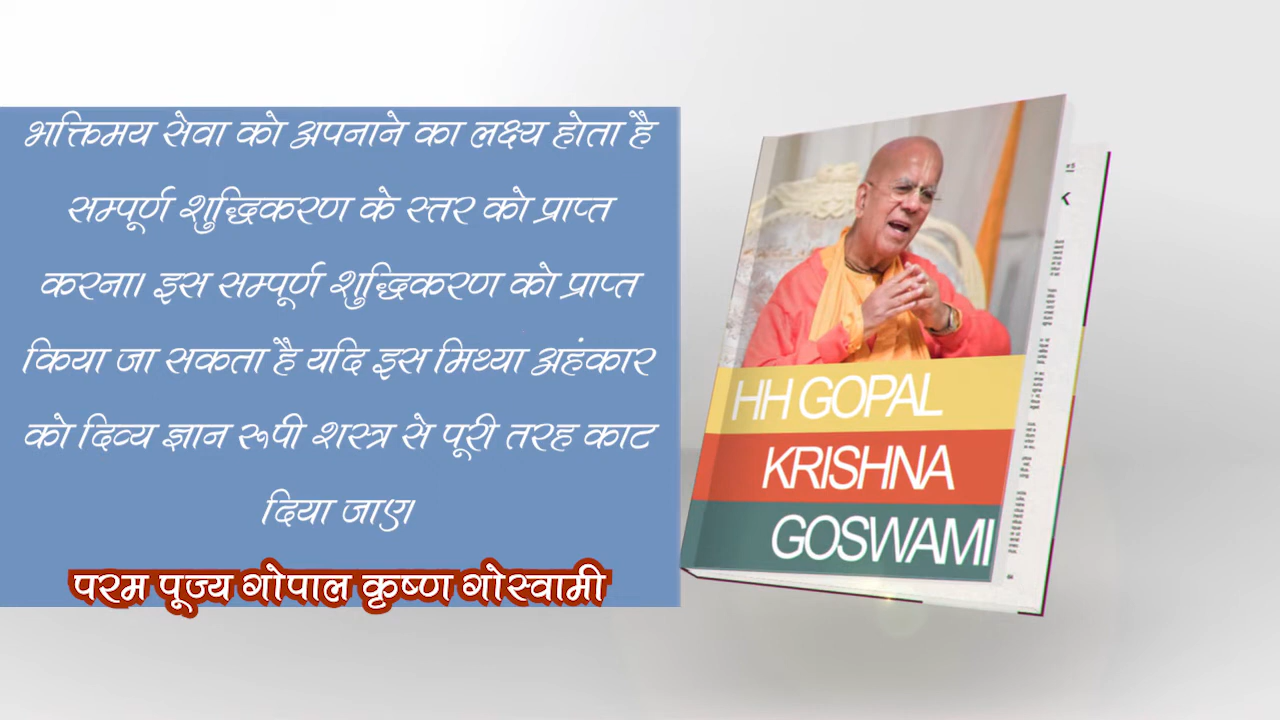 भक्तिमय सेवा को अपनाने का लक्ष्य होता है
सम्पूर्ण शुद्धिकरण के स्तर को प्राप्त
करना। इस सम्पूर्ण शुद्धिकरण को प्राप्त
किया जा सकता है यदि इस मिथ्या अहंकार
को दिव्य ज्ञान रूपी शस्त्र से पूरी तरह काट
दिया जाए।
परम पूज्य गोपाल कृष्ण गोस्वामी
HH GOPAL
KRISHNA
GOSWAMI